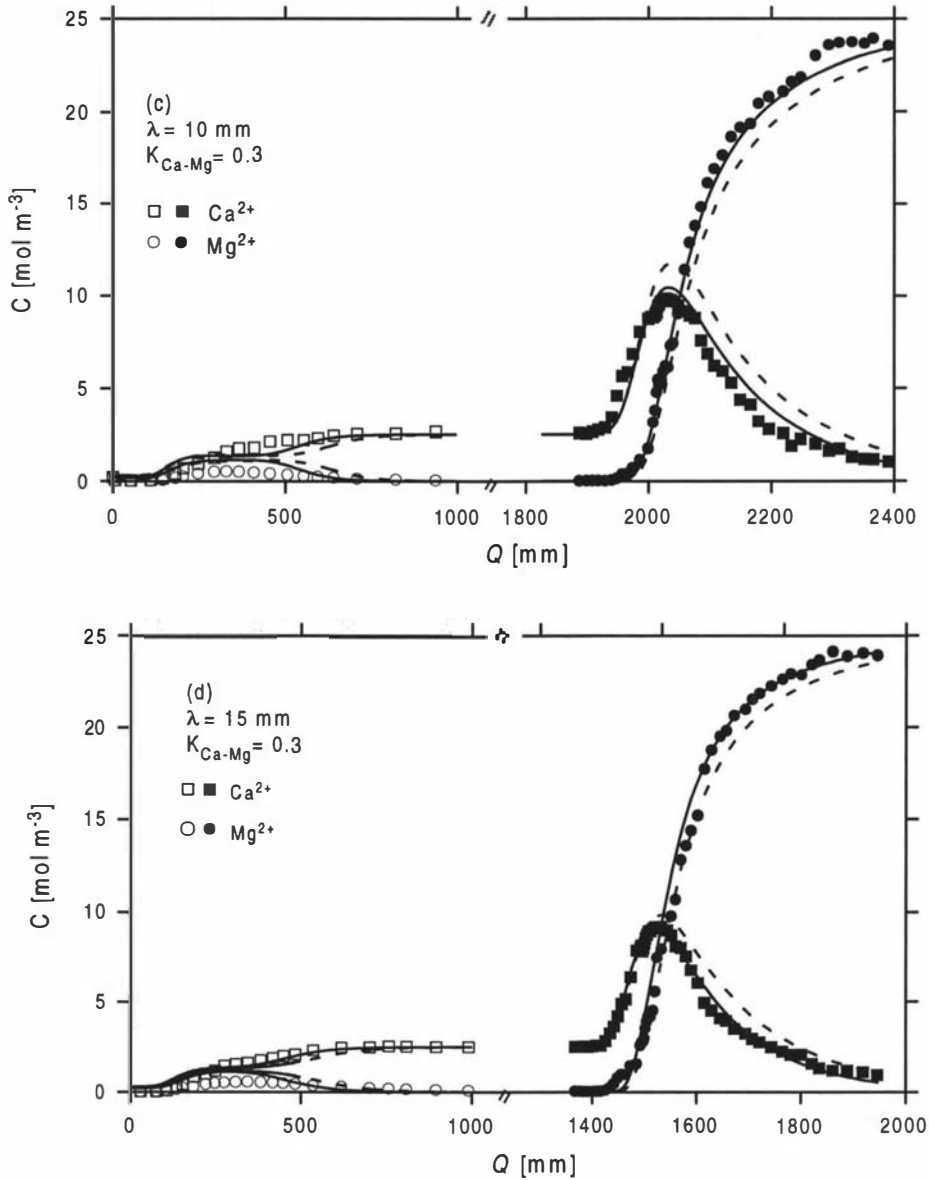 25
20
15
10
5
0
C [mol m⁻³]
(c)
λ = 10 mm
K_Ca-Mg = 0.3
□ ■ Ca²⁺
○ ● Mg²⁺
0 500 1000 1800 2000 2200 2400
Q [mm]
25
20
15
10
5
0
C [mol m⁻³]
(d)
λ = 15 mm
K_Ca-Mg = 0.3
□ ■ Ca²⁺
○ ● Mg²⁺
0 500 1000 1400 1600 1800 2000
Q [mm]